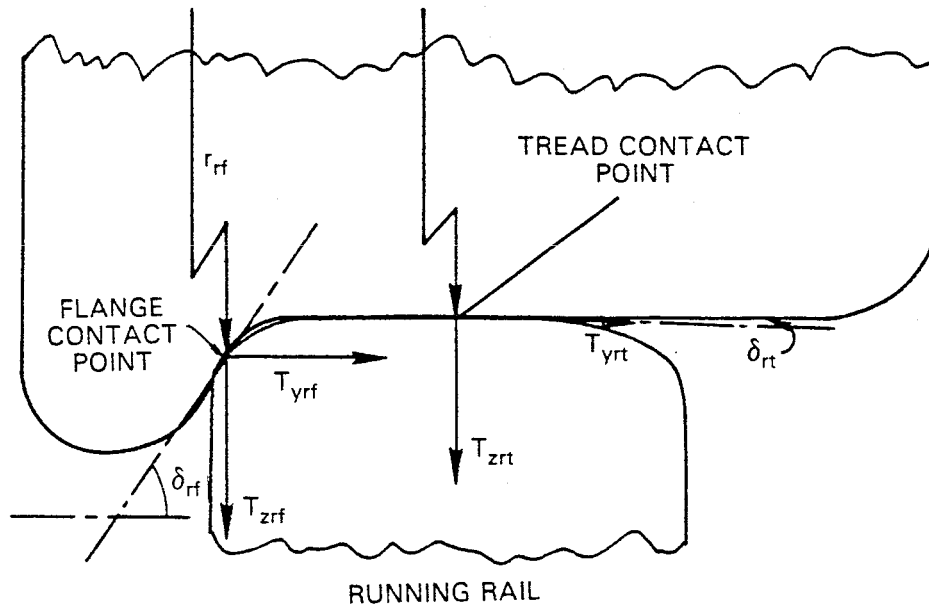 r_rf
TREAD CONTACT
POINT
FLANGE
CONTACT
POINT
T_yrf
T_yrt
δ_rt
T_zrt
δ_rf
T_zrf
RUNNING RAIL